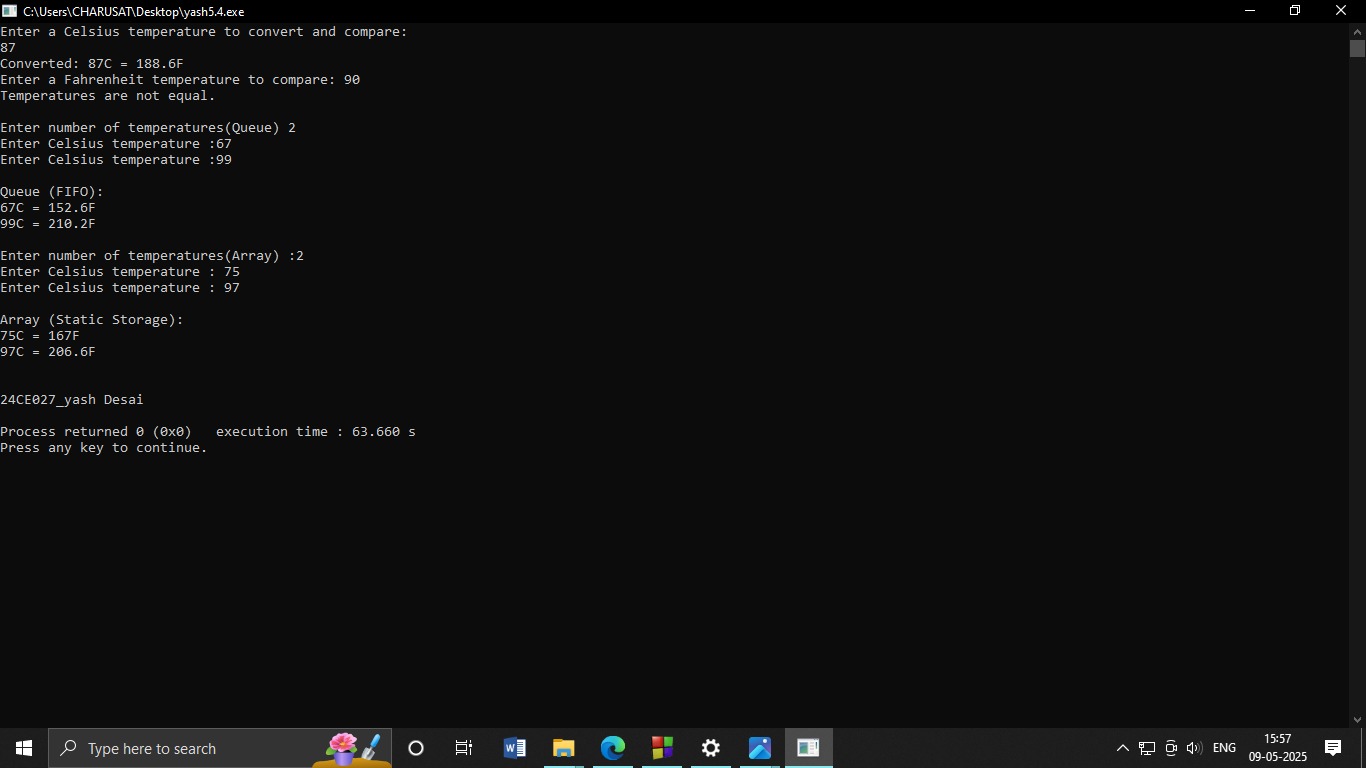 C:\Users\CHARUSAT\Desktop\yash5.4.exe
Enter a Celsius temperature to convert and compare:
87
Converted: 87C = 188.6F
Enter a Fahrenheit temperature to compare: 90
Temperatures are not equal.
Enter number of temperatures(Queue) 2
Enter Celsius temperature :67
Enter Celsius temperature :99
Queue (FIFO):
67C = 152.6F
99C = 210.2F
Enter number of temperatures(Array) :2
Enter Celsius temperature : 75
Enter Celsius temperature : 97
Array (Static Storage):
75C = 167F
97C = 206.6F
24CE027_yash Desai
Process returned 0 (0x0)   execution time : 63.660 s
Press any key to continue.
Type here to search
W
ENG
15:57
09-05-2025